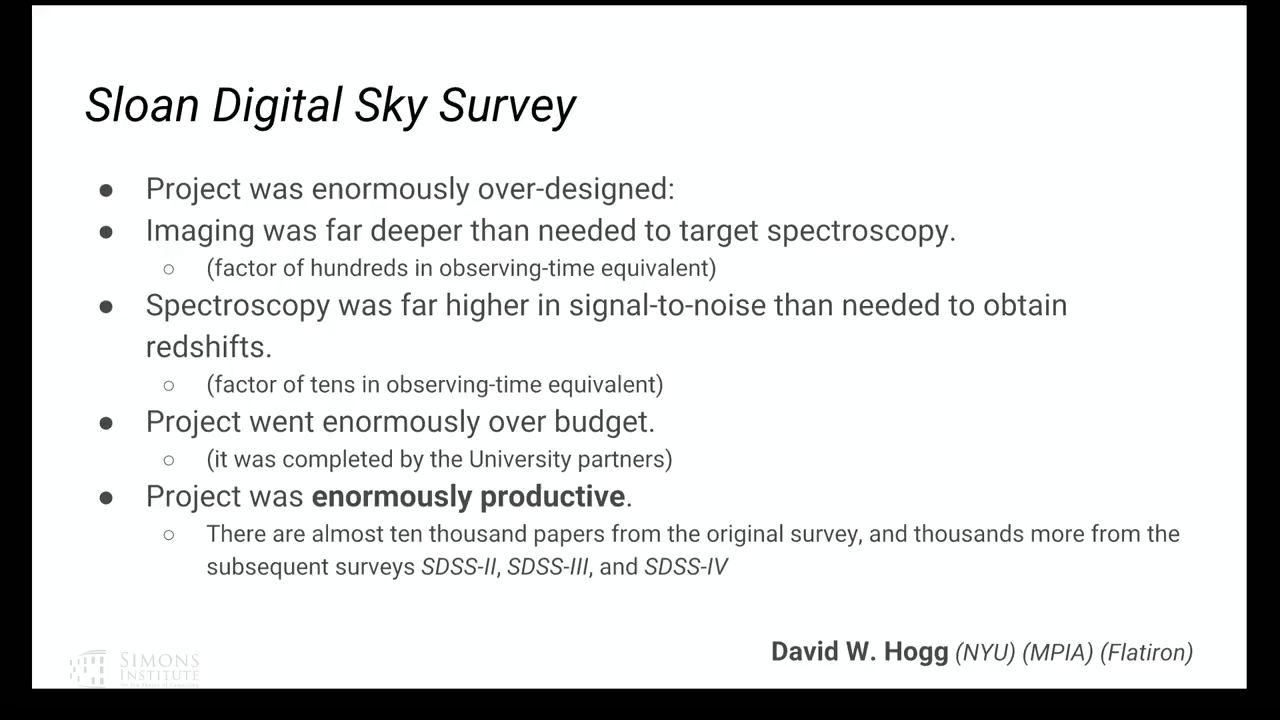 Sloan Digital Sky Survey
● Project was enormously over-designed:
● Imaging was far deeper than needed to target spectroscopy.
○ (factor of hundreds in observing-time equivalent)
● Spectroscopy was far higher in signal-to-noise than needed to obtain
redshifts.
○ (factor of tens in observing-time equivalent)
● Project went enormously over budget.
○ (it was completed by the University partners)
● Project was enormously productive.
○ There are almost ten thousand papers from the original survey, and thousands more from the
subsequent surveys SDSS-II, SDSS-III, and SDSS-IV
David W. Hogg (NYU) (MPIA) (Flatiron)
SIMONS
INSTITUTE